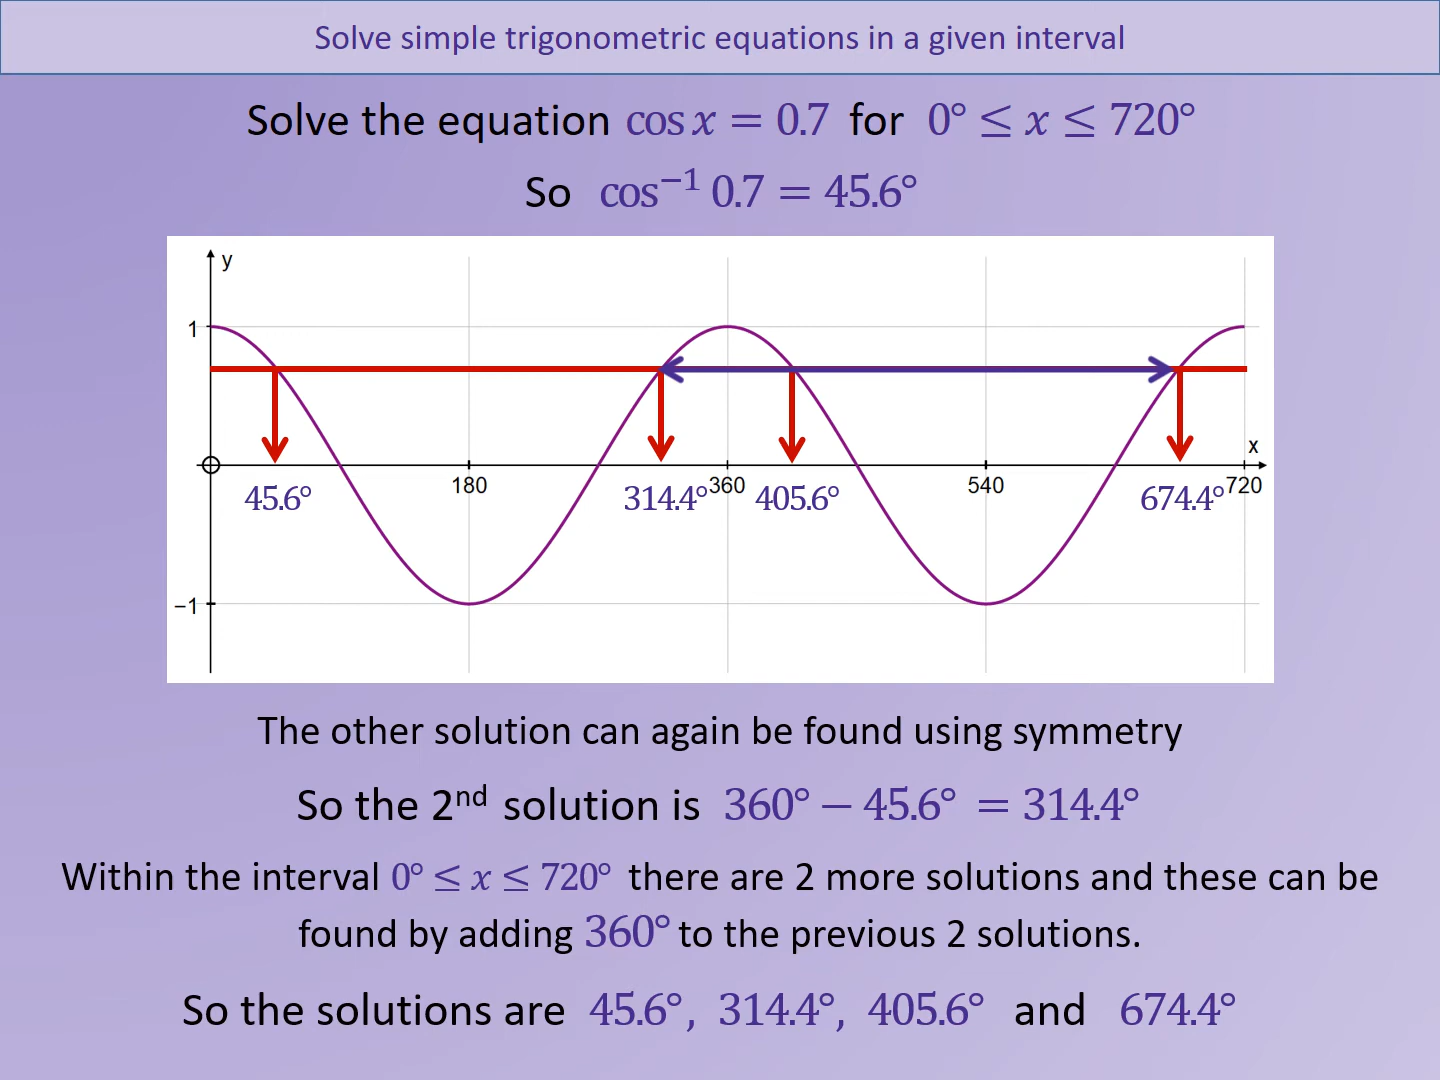 Solve simple trigonometric equations in a given interval
Solve the equation cos x = 0.7 for 0° ≤ x ≤ 720°
So cos⁻¹ 0.7 = 45.6°
y
1
x
180 360 540 720
45.6° 314.4° 405.6° 674.4°
−1
The other solution can again be found using symmetry
So the 2nd solution is 360° − 45.6° = 314.4°
Within the interval 0° ≤ x ≤ 720° there are 2 more solutions and these can be
found by adding 360° to the previous 2 solutions.
So the solutions are 45.6°, 314.4°, 405.6° and 674.4°